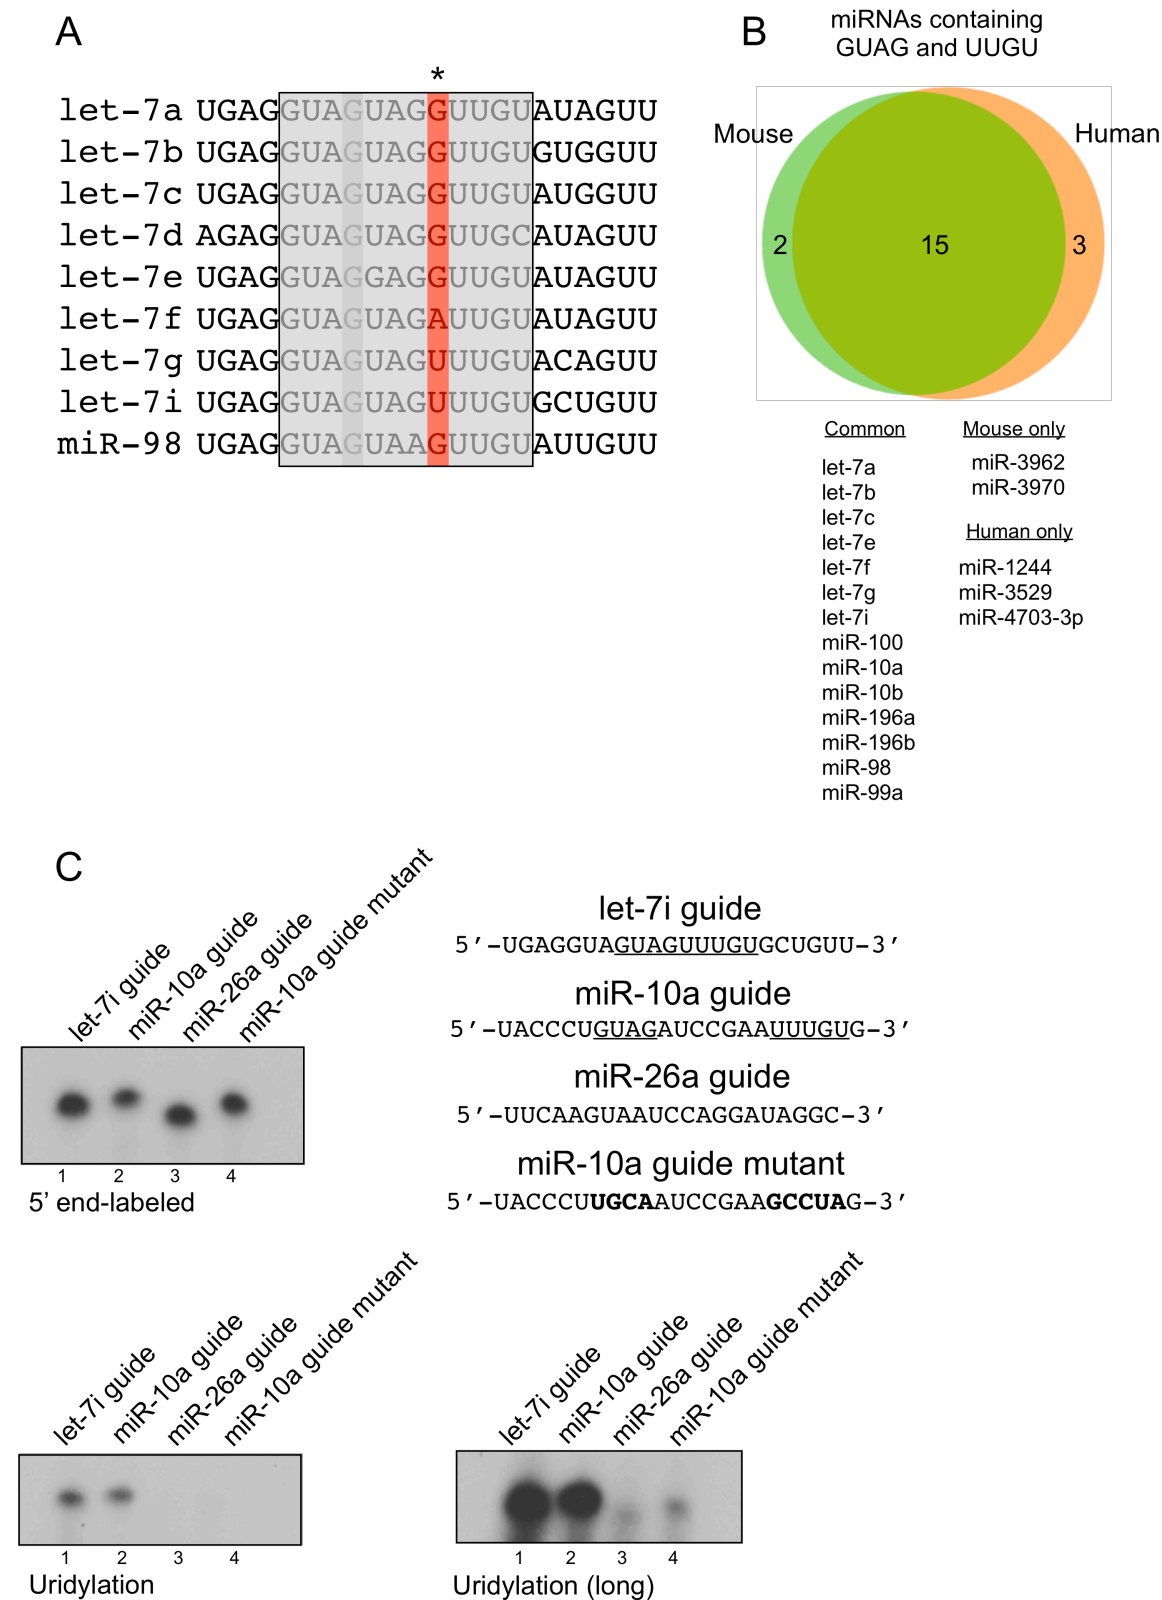 A
*
let-7a UGAGGUAGUAGGUUGUAUAGUU
let-7b UGAGGUAGUAGGUUGUGUGGUU
let-7c UGAGGUAGUAGGUUGUAUGGUU
let-7d AGAGGUAGUAGGUUGCAUAGUU
let-7e UGAGGUAGGAGGUUGUAUAGUU
let-7f UGAGGUAGUAGAUUGUAUAGUU
let-7g UGAGGUAGUAGUUUGUACAGUU
let-7i UGAGGUAGUAGUUUGUGCUGUU
miR-98 UGAGGUAGUAAGUUGUAUUGUU
B
miRNAs containing
GUAG and UUGU
Mouse
Human
2
15
3
Common
let-7a
let-7b
let-7c
let-7e
let-7f
let-7g
let-7i
miR-100
miR-10a
miR-10b
miR-196a
miR-196b
miR-98
miR-99a
Mouse only
miR-3962
miR-3970
Human only
miR-1244
miR-3529
miR-4703-3p
C
let-7i guide
miR-10a guide
miR-26a guide
miR-10a guide mutant
1 2 3 4
5’ end-labeled
let-7i guide
5’-UGAGGUAGUAGUUUGUGCUGUU-3’
miR-10a guide
5’-UACCCUGUAGAUCCGAAUUUGUG-3’
miR-26a guide
5’-UUCAAGUAAUCCAGGAUAGGC-3’
miR-10a guide mutant
5’-UACCCUUGCAAUCCGAAGCCUAG-3’
let-7i guide
miR-10a guide
miR-26a guide
miR-10a guide mutant
1 2 3 4
Uridylation
let-7i guide
miR-10a guide
miR-26a guide
miR-10a guide mutant
1 2 3 4
Uridylation (long)